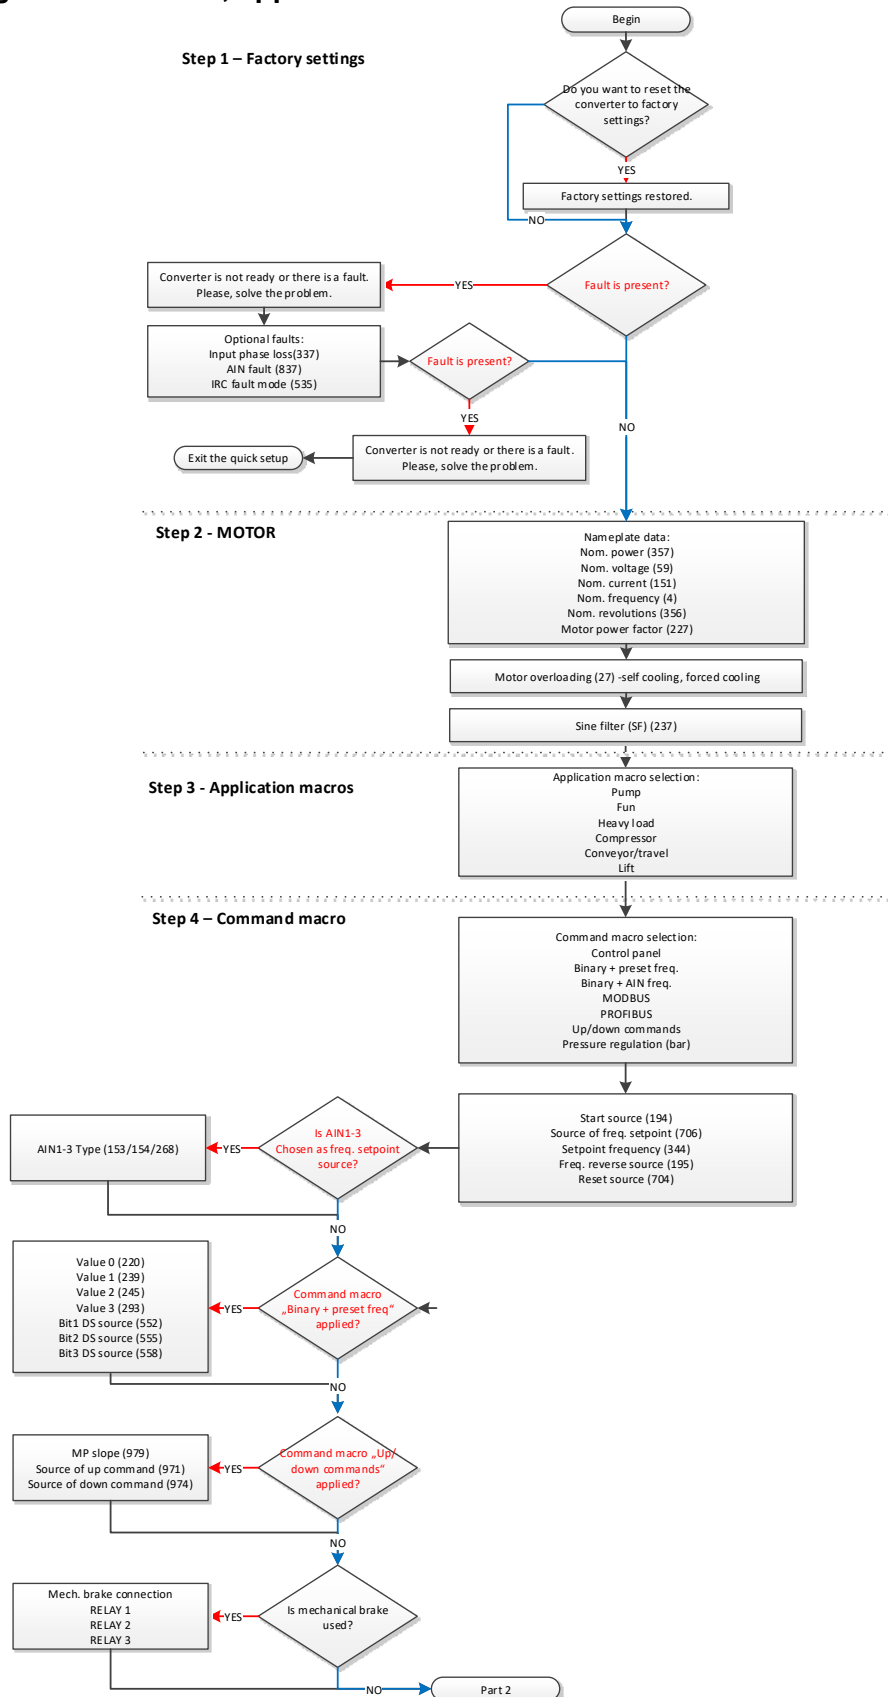 Begin
Step 1 – Factory settings
Do you want to reset the
converter to factory
settings?
YES
Factory settings restored.
NO
Fault is present?
YES
Converter is not ready or there is a fault.
Please, solve the problem.
Optional faults:
Input phase loss(337)
AIN fault (837)
IRC fault mode (535)
Fault is present?
YES
NO
Converter is not ready or there is a fault.
Please, solve the problem.
Exit the quick setup
Step 2 - MOTOR
Nameplate data:
Nom. power (357)
Nom. voltage (59)
Nom. current (151)
Nom. frequency (4)
Nom. revolutions (356)
Motor power factor (227)
Motor overloading (27) -self cooling, forced cooling
Sine filter (SF) (237)
Step 3 - Application macros
Application macro selection:
Pump
Fun
Heavy load
Compressor
Conveyor/travel
Lift
Step 4 – Command macro
Command macro selection:
Control panel
Binary + preset freq.
Binary + AIN freq.
MODBUS
PROFIBUS
Up/down commands
Pressure regulation (bar)
Start source (194)
Source of freq. setpoint (706)
Setpoint frequency (344)
Freq. reverse source (195)
Reset source (704)
Is AIN1-3
Chosen as freq. setpoint
source?
YES
AIN1-3 Type (153/154/268)
NO
Command macro
„Binary + preset freq“
applied?
YES
Value 0 (220)
Value 1 (239)
Value 2 (245)
Value 3 (293)
Bit1 DS source (552)
Bit2 DS source (555)
Bit3 DS source (558)
NO
Command macro „Up/
down commands“
applied?
YES
MP slope (979)
Source of up command (971)
Source of down command (974)
NO
Is mechanical brake
used?
YES
Mech. brake connection
RELAY 1
RELAY 2
RELAY 3
NO
Part 2